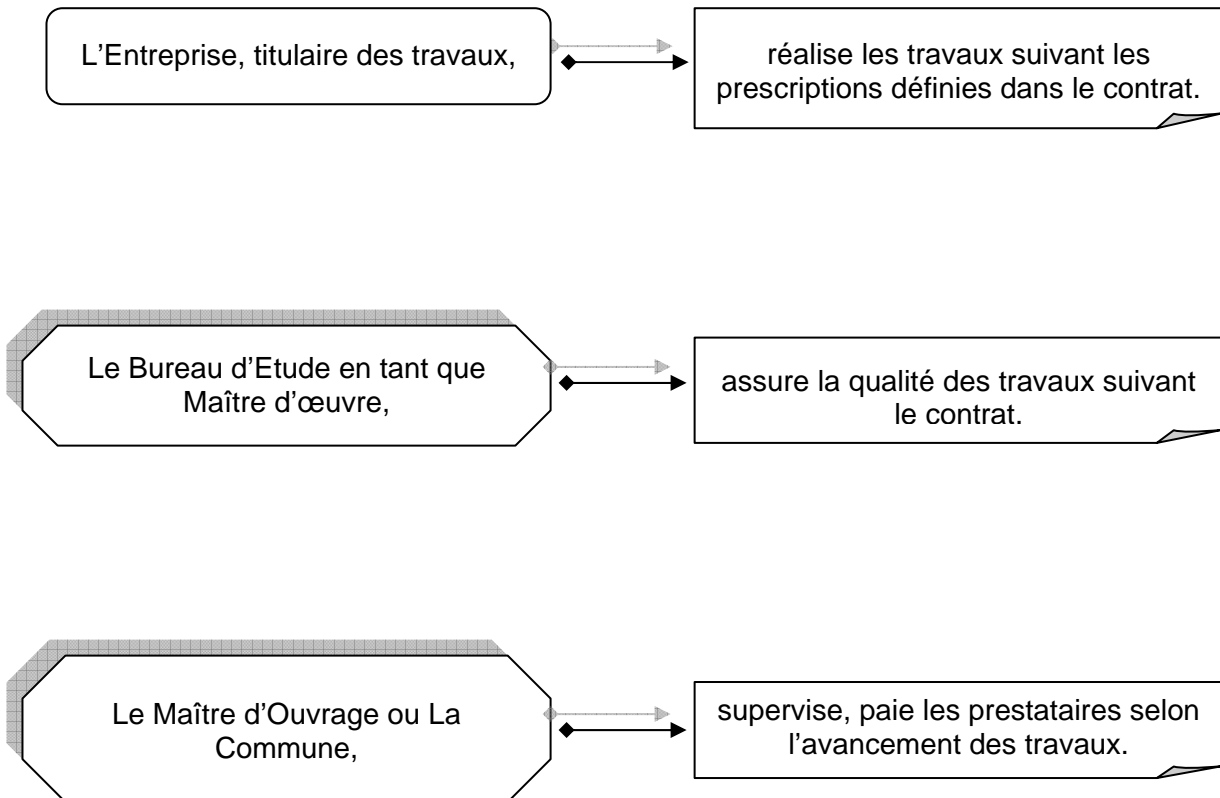 L'Entreprise, titulaire des travaux,
réalise les travaux suivant les
prescriptions définies dans le contrat.
Le Bureau d'Etude en tant que
Maître d'œuvre,
assure la qualité des travaux suivant
le contrat.
Le Maître d'Ouvrage ou La
Commune,
supervise, paie les prestataires selon
l'avancement des travaux.